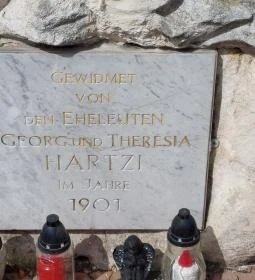 GEWIDMET
VON
DEN EHELEUTEN
GEORG UND THERESIA
HARTZI
IM JAHRE
1901